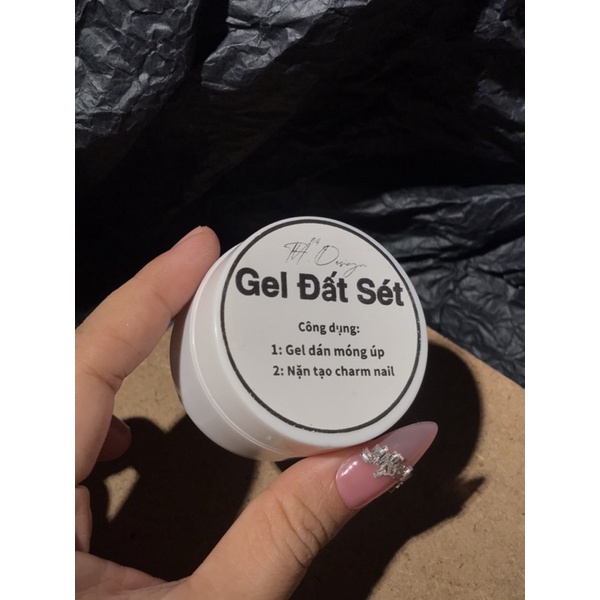 Gel Đất Sét
Công dụng:
1: Gel dán móng úp
2: Nặn tạo charm nail